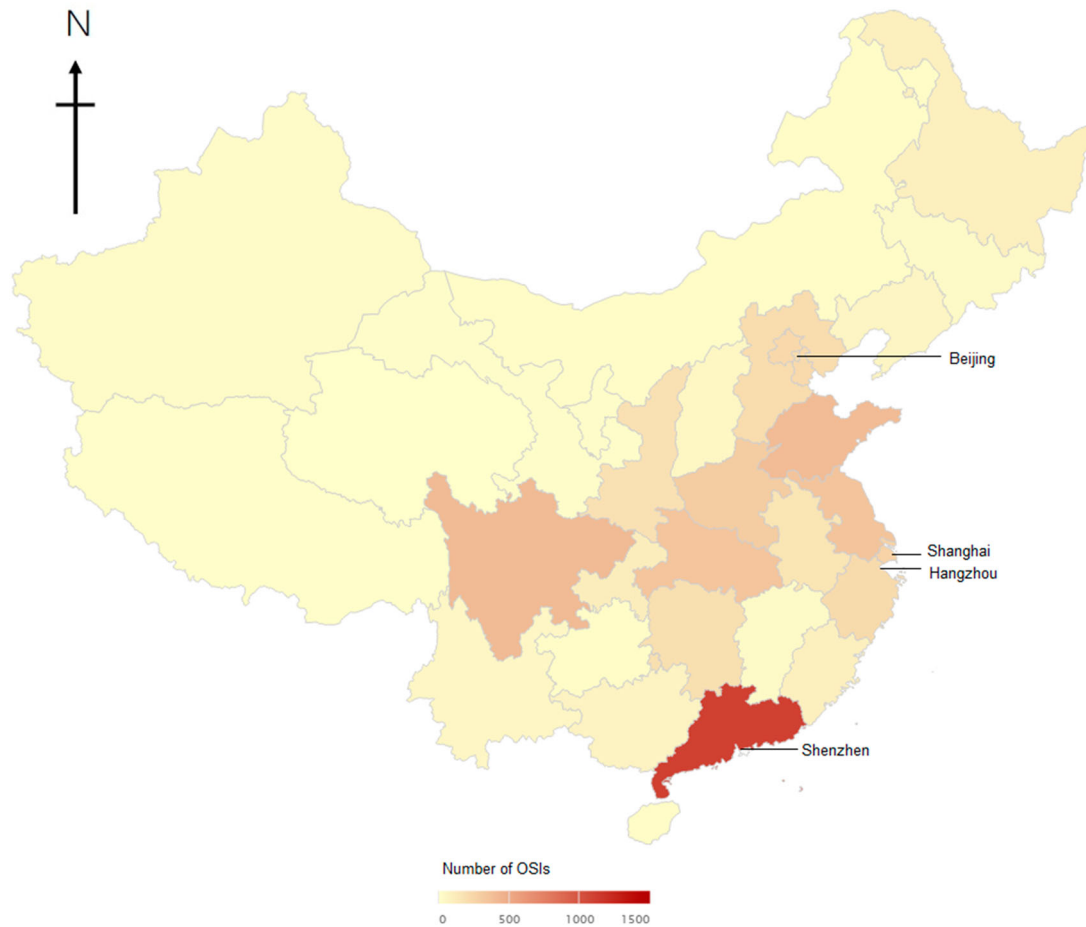 N
Beijing
Shanghai
Hangzhou
Shenzhen
Number of OSIs
0 500 1000 1500